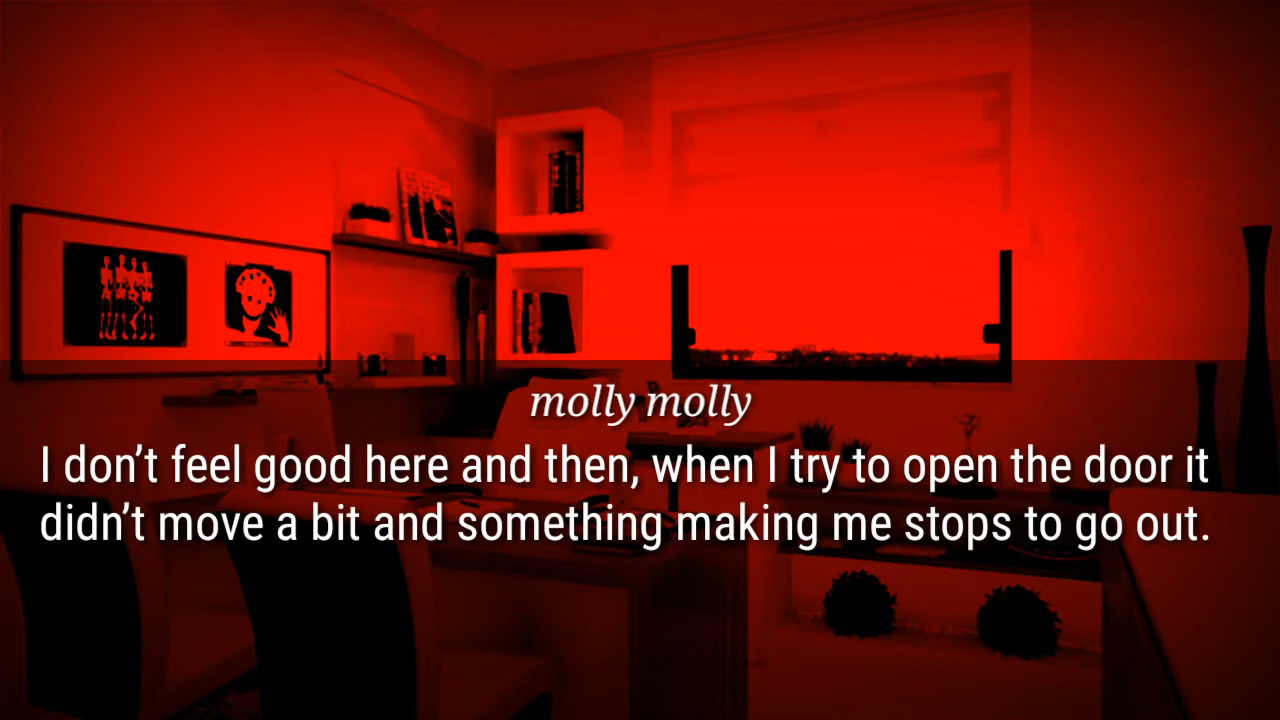 molly molly
I don’t feel good here and then, when I try to open the door it
didn’t move a bit and something making me stops to go out.